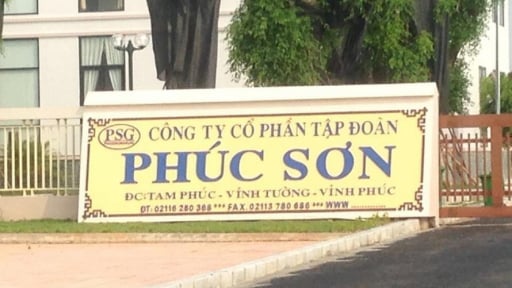 PSG
CÔNG TY CỔ PHẦN TẬP ĐOÀN
PHÚC SƠN
ĐC:TAM PHÚC - VĨNH TƯỜNG - VĨNH PHÚC
ĐT: 02116 280 368 *** FAX. 02113 780 686 *** WWW